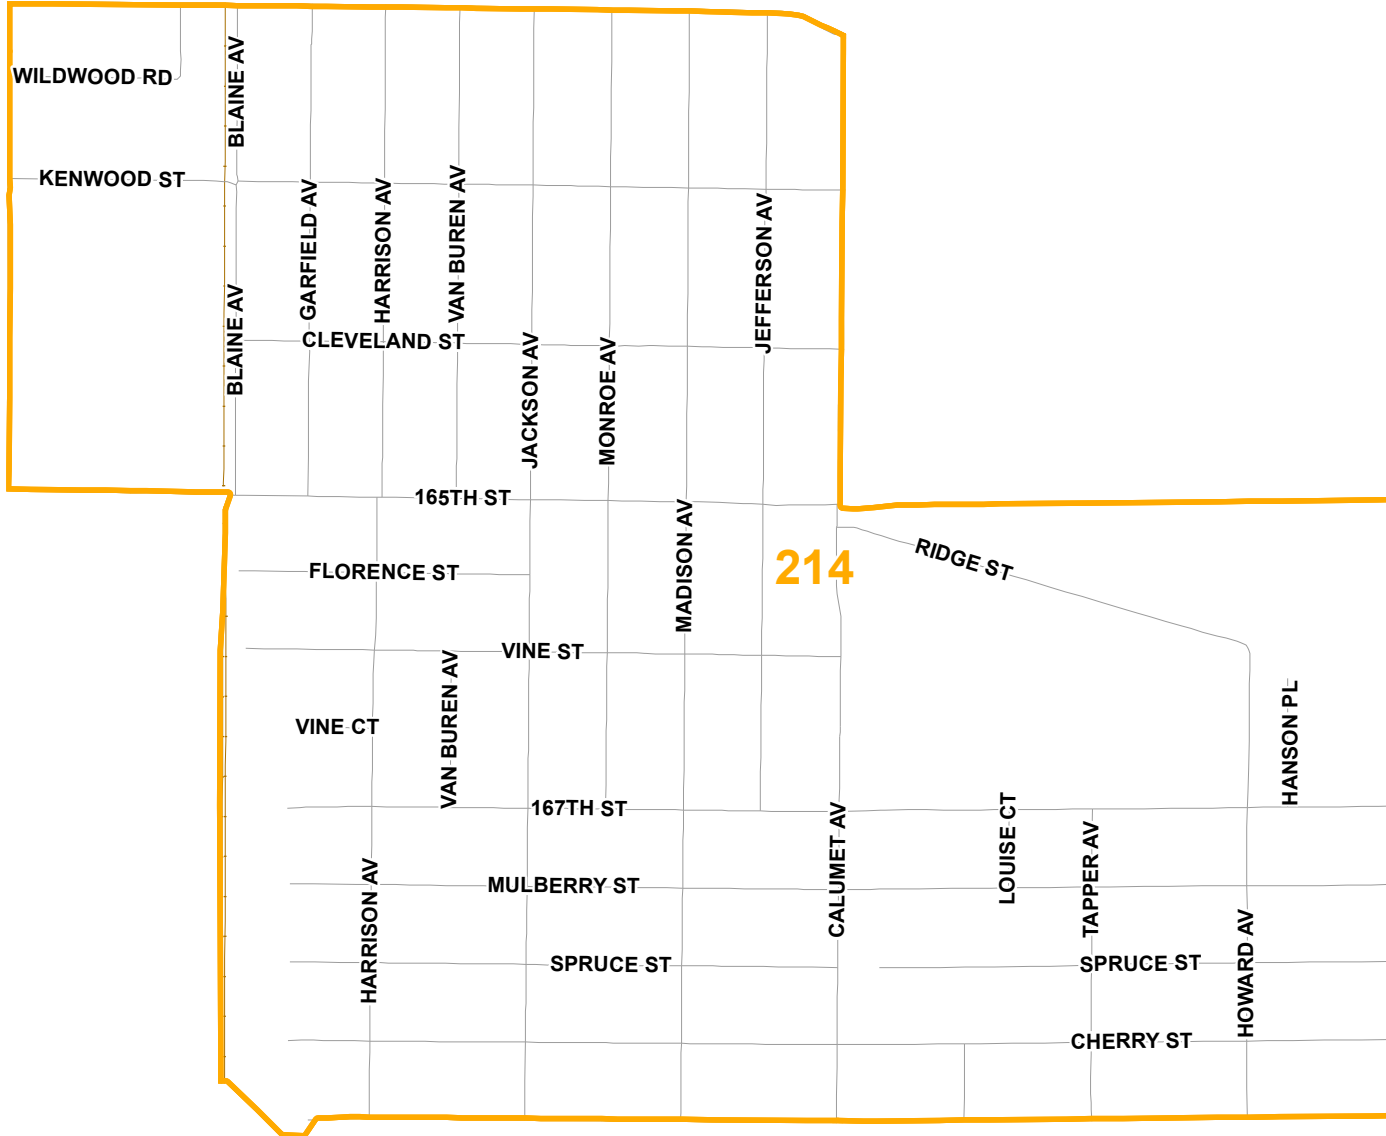 WILDWOOD RD
BLAINE AV
KENWOOD ST
GARFIELD AV
HARRISON AV
VAN BUREN AV
JEFFERSON AV
BLAINE AV
CLEVELAND ST
JACKSON AV
MONROE AV
165TH ST
MADISON AV
214
RIDGE ST
FLORENCE ST
VINE ST
VAN BUREN AV
VINE CT
HANSON PL
167TH ST
CALUMET AV
LOUISE CT
TAPPER AV
HARRISON AV
MULBERRY ST
HOWARD AV
SPRUCE ST
SPRUCE ST
CHERRY ST